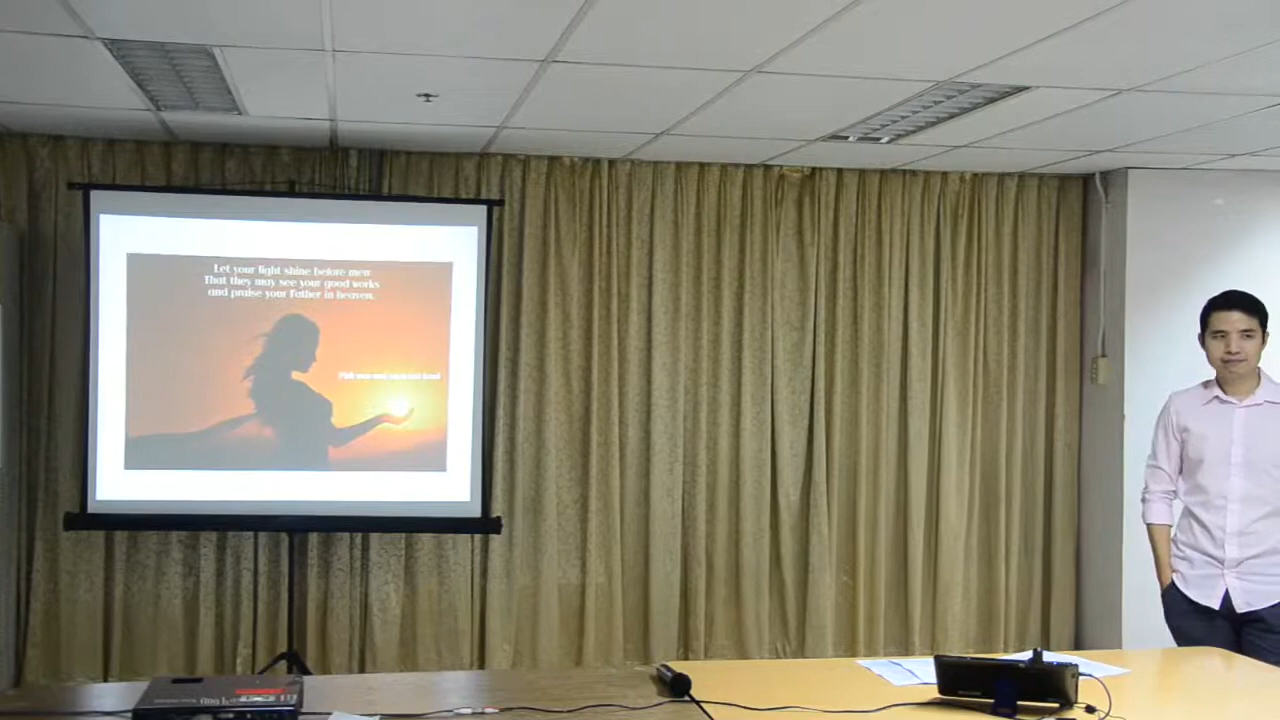 Let your light shine before men
That they may see your good works
and praise your Father in heaven.